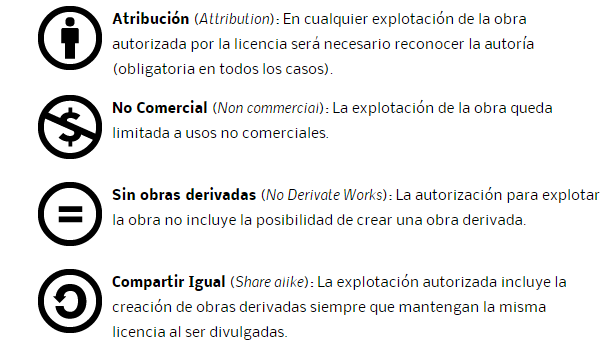 Atribución (Attribution): En cualquier explotación de la obra
autorizada por la licencia será necesario reconocer la autoría
(obligatoria en todos los casos).
No Comercial (Non commercial): La explotación de la obra queda
limitada a usos no comerciales.
Sin obras derivadas (No Derivate Works): La autorización para explotar
la obra no incluye la posibilidad de crear una obra derivada.
Compartir Igual (Share alike): La explotación autorizada incluye la
creación de obras derivadas siempre que mantengan la misma
licencia al ser divulgadas.